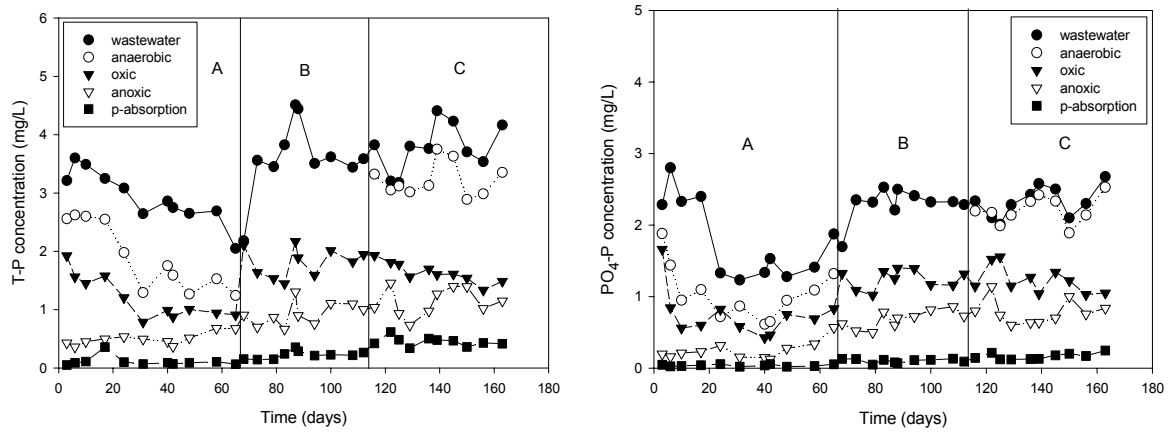 6
5
4
3
2
1
0
T-P concentration (mg/L)
wastewater
anaerobic
oxic
anoxic
p-absorption
A
B
C
0 20 40 60 80 100 120 140 160 180
Time (days)
5
4
3
2
1
0
PO4-P concentration (mg/L)
A
B
C
wastewater
anaerobic
oxic
anoxic
p-absorption
0 20 40 60 80 100 120 140 160 180
Time (days)